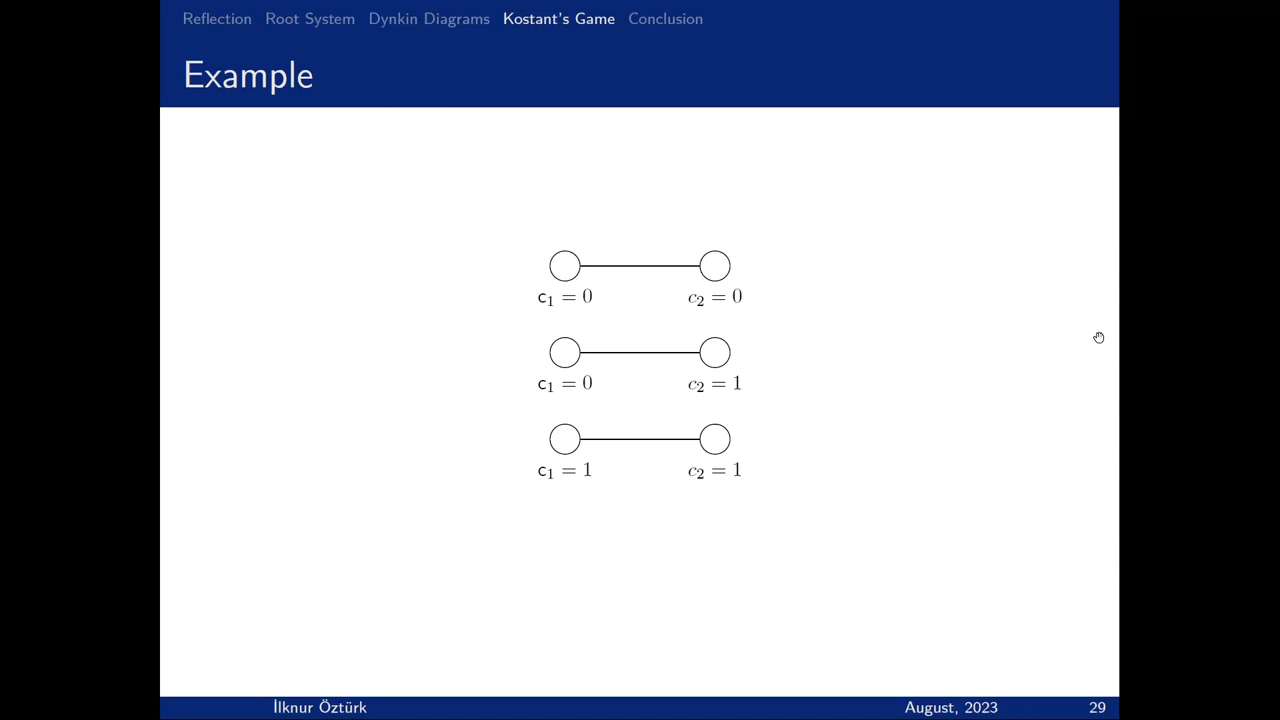 Reflection Root System Dynkin Diagrams Kostant's Game Conclusion
Example
c₁ = 0 c₂ = 0
c₁ = 0 c₂ = 1
c₁ = 1 c₂ = 1
İlknur Öztürk August, 2023 29